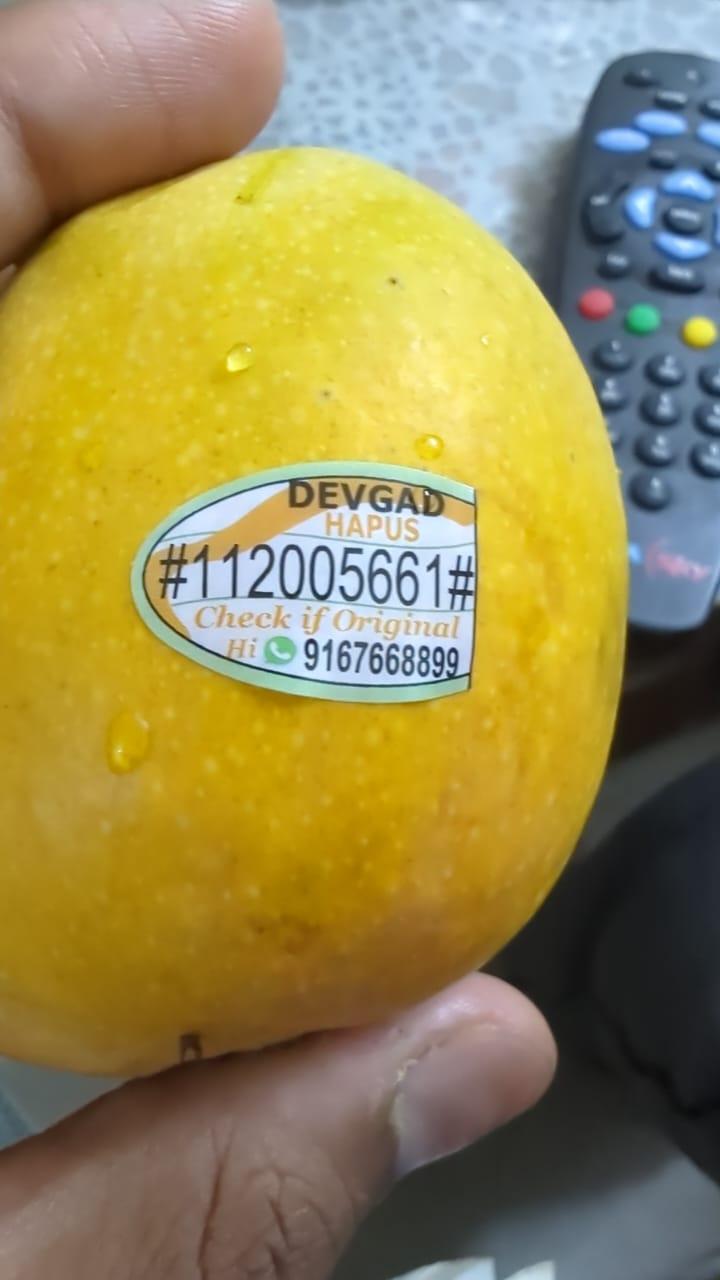 DEVGAD
HAPUS
#112005661#
Check if Original
Hi 9167668899